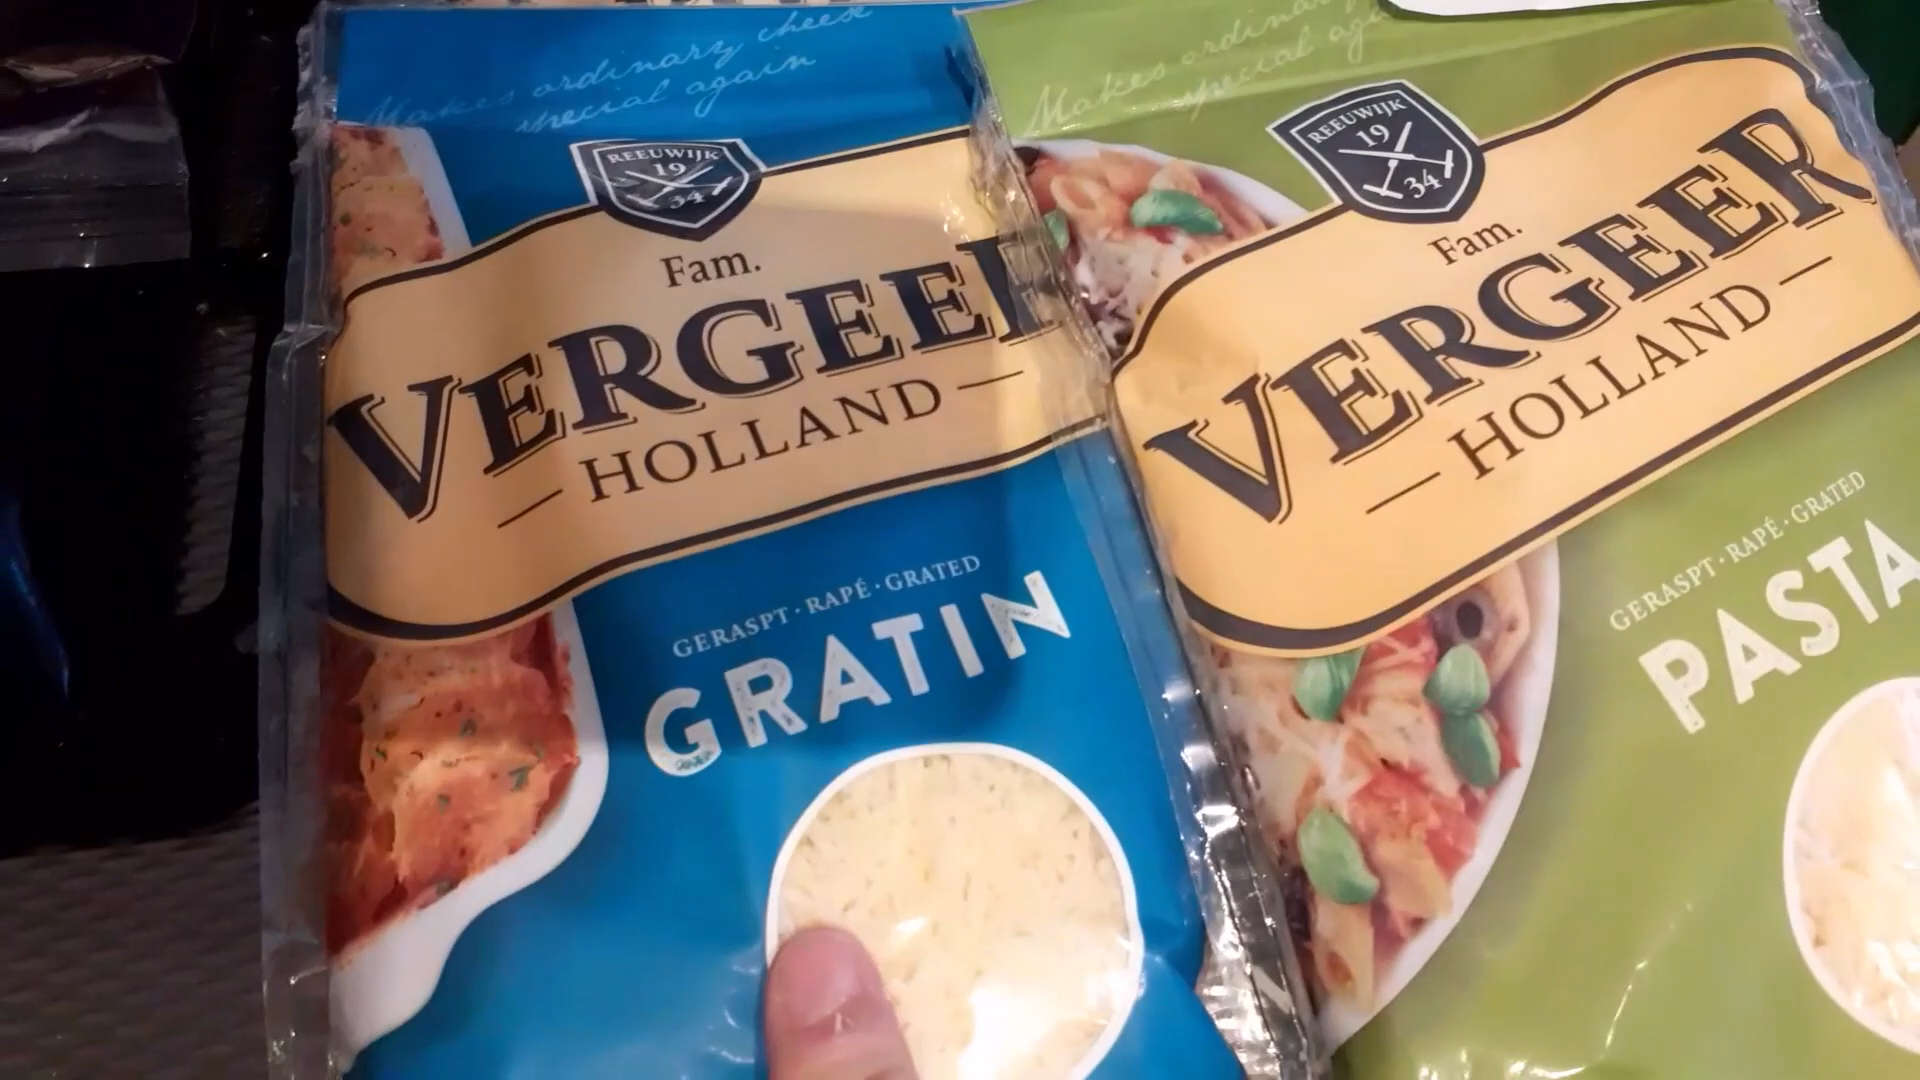 Makes ordinary cheese
special again
REEUWIJK
19
34
Fam.
VERGEER
HOLLAND
GERASPT · RAPÉ · GRATED
GRATIN
Makes ordinary
special
REEUWIJK
19
34
Fam.
VERGEER
HOLLAND
GERASPT · RAPÉ · GRATED
PASTA